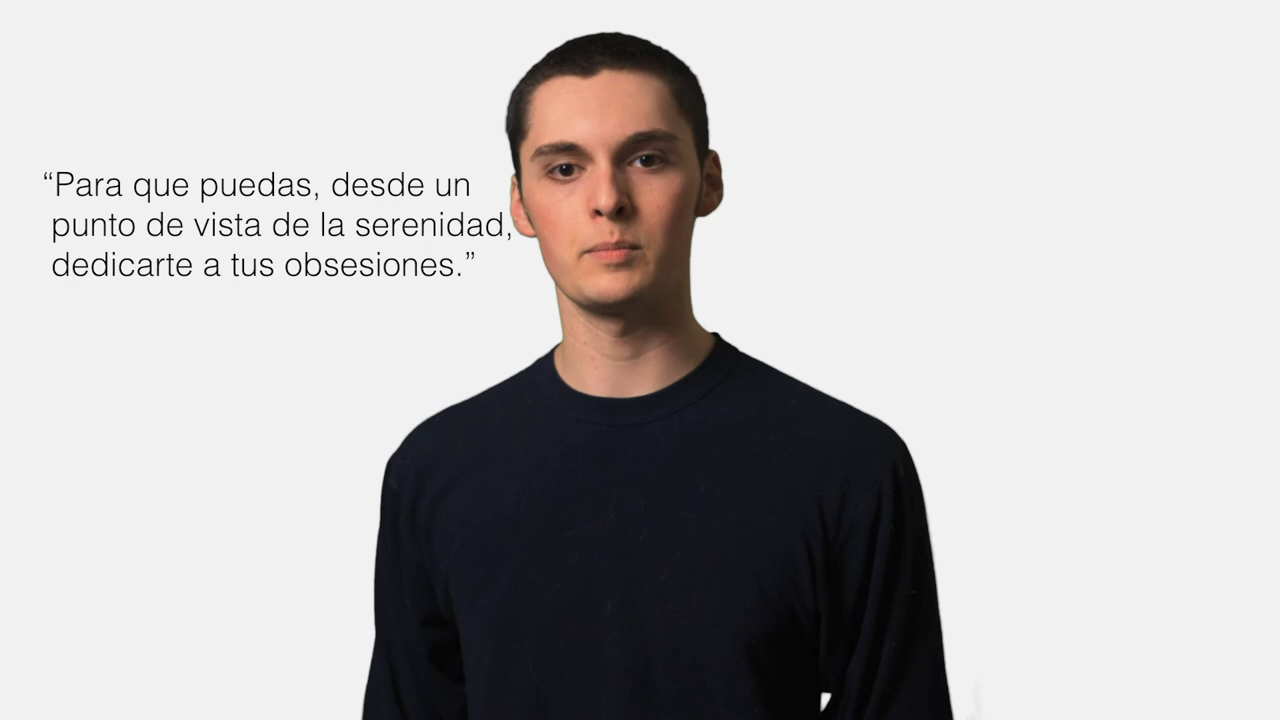 “Para que puedas, desde un
punto de vista de la serenidad,
dedicarte a tus obsesiones.”